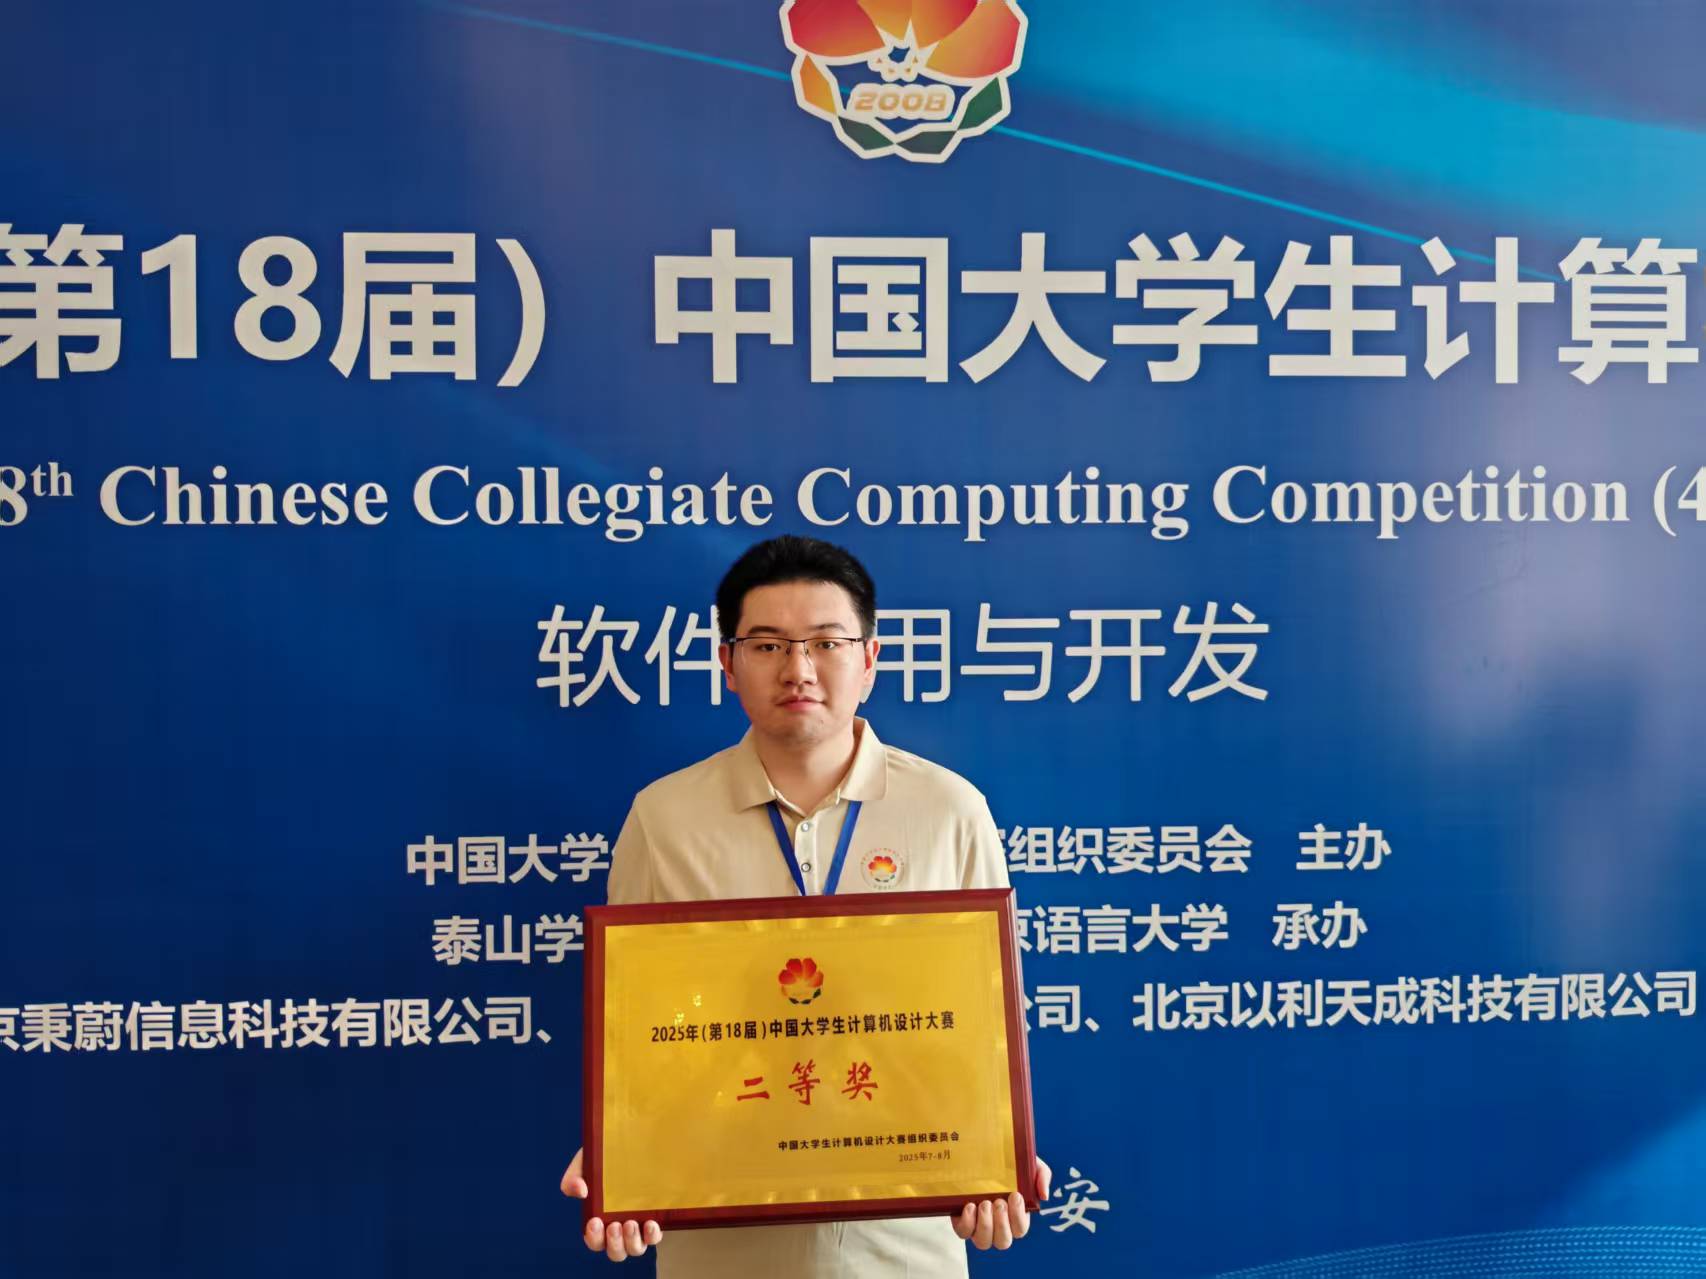 2008
第18届）中国大学生计算
8th Chinese Collegiate Computing Competition (4
软件 用与开发
中国大学 组织委员会 主办
泰山学 语言大学 承办
京秉蔚信息科技有限公司、 公司、北京以利天成科技有限公司
2025年(第18届)中国大学生计算机设计大赛
二等奖
中国大学生计算机设计大赛组织委员会
2025年7-8月
安